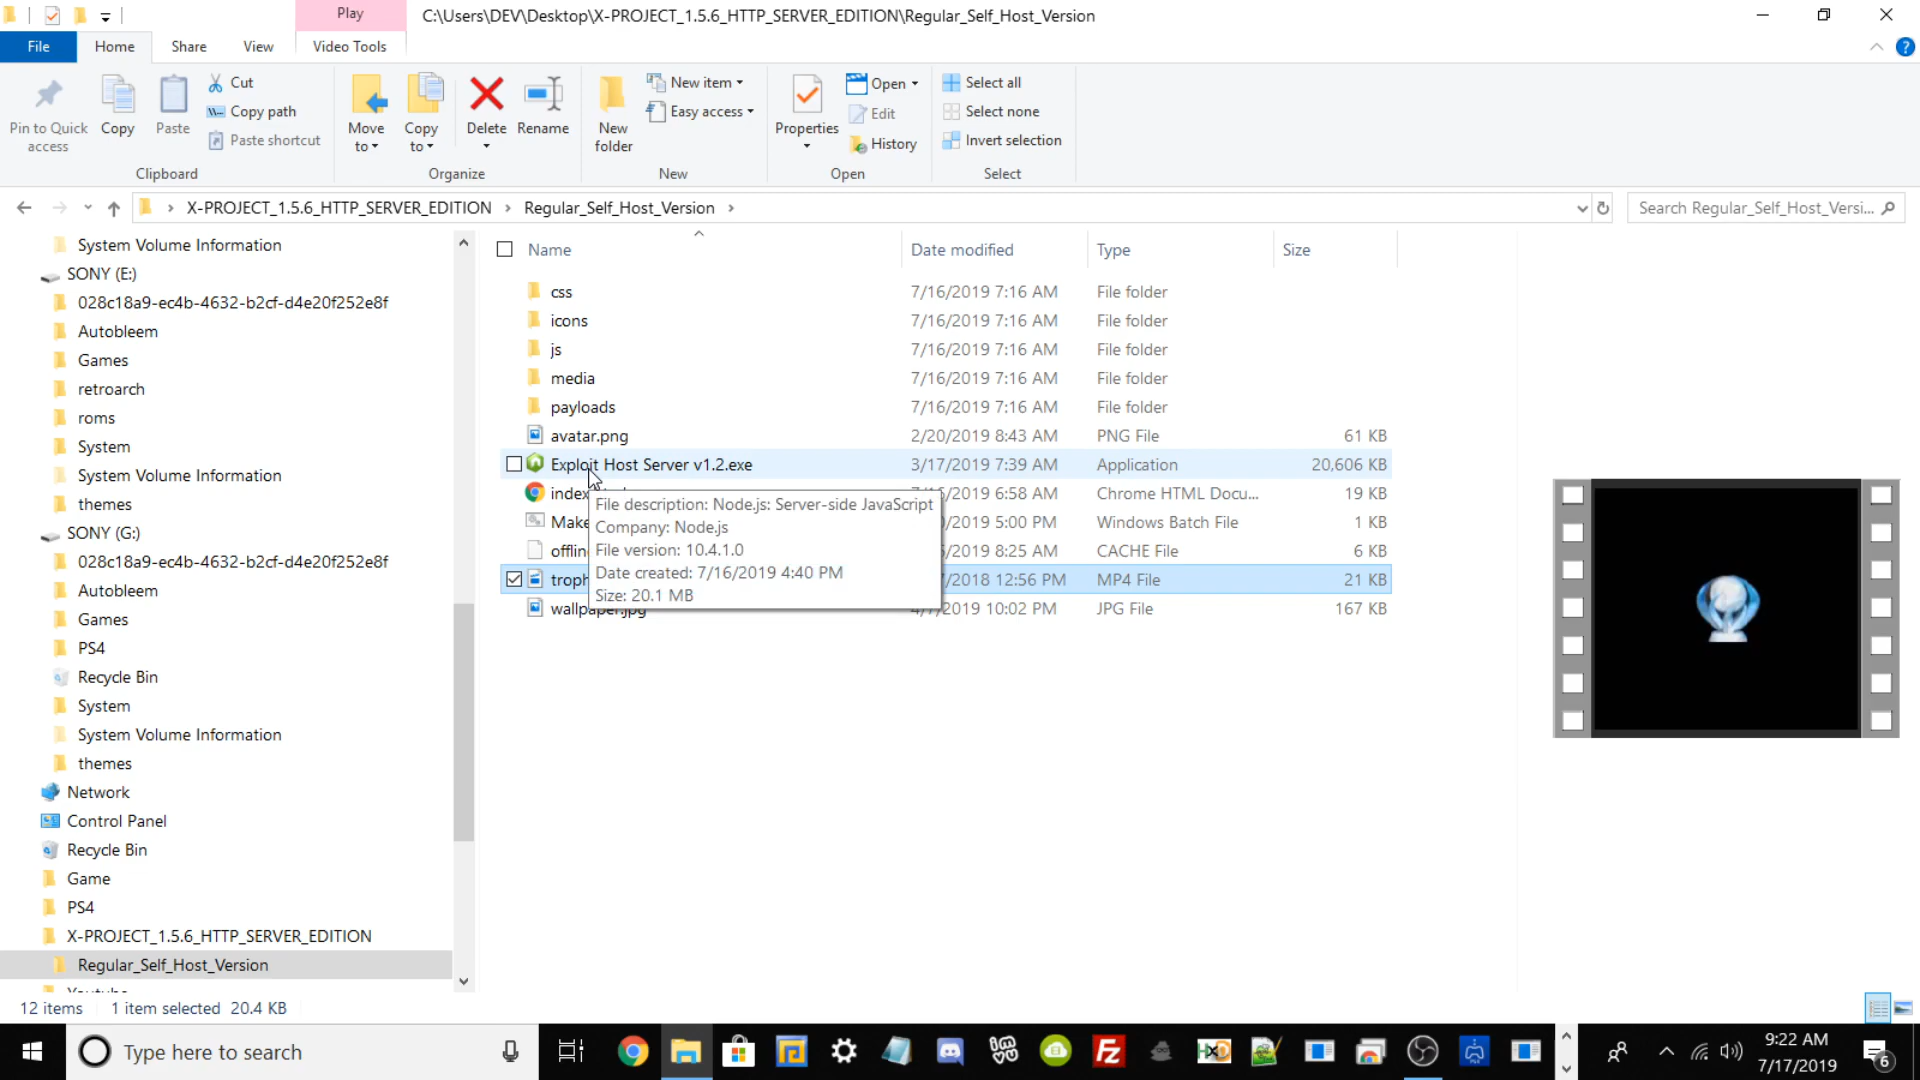 Play
C:\Users\DEV\Desktop\X-PROJECT_1.5.6_HTTP_SERVER_EDITION\Regular_Self_Host_Version
File
Home
Share
View
Video Tools
Pin to Quick access
Copy
Paste
Cut
Copy path
Paste shortcut
Clipboard
Move to
Copy to
Delete
Rename
Organize
New folder
New item
Easy access
New
Properties
Open
Edit
History
Open
Select all
Select none
Invert selection
Select
X-PROJECT_1.5.6_HTTP_SERVER_EDITION > Regular_Self_Host_Version >
Search Regular_Self_Host_Versi...
System Volume Information
SONY (E:)
028c18a9-ec4b-4632-b2cf-d4e20f252e8f
Autobleem
Games
retroarch
roms
System
System Volume Information
themes
SONY (G:)
028c18a9-ec4b-4632-b2cf-d4e20f252e8f
Autobleem
Games
PS4
Recycle Bin
System
System Volume Information
themes
Network
Control Panel
Recycle Bin
Game
PS4
X-PROJECT_1.5.6_HTTP_SERVER_EDITION
Regular_Self_Host_Version
Name Date modified Type Size
css 7/16/2019 7:16 AM File folder
icons 7/16/2019 7:16 AM File folder
js 7/16/2019 7:16 AM File folder
media 7/16/2019 7:16 AM File folder
payloads 7/16/2019 7:16 AM File folder
avatar.png 2/20/2019 8:43 AM PNG File 61 KB
Exploit Host Server v1.2.exe 3/17/2019 7:39 AM Application 20,606 KB
index 6:58 AM Chrome HTML Docu... 19 KB
Make 5:00 PM Windows Batch File 1 KB
offlin 8:25 AM CACHE File 6 KB
troph /2018 12:56 PM MP4 File 21 KB
wallpaper.jpg 4/7/2019 10:02 PM JPG File 167 KB
File description: Node.js: Server-side JavaScript
Company: Node.js
File version: 10.4.1.0
Date created: 7/16/2019 4:40 PM
Size: 20.1 MB
12 items 1 item selected 20.4 KB
Type here to search
9:22 AM
7/17/2019
6